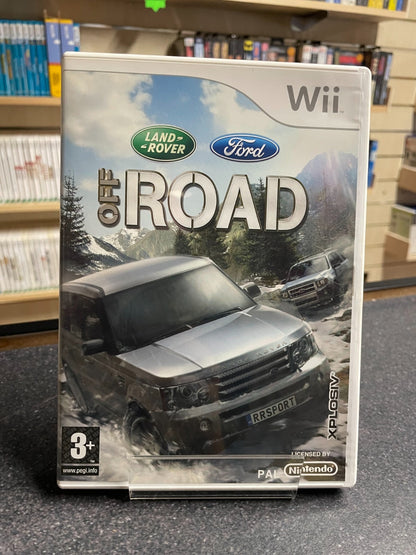 Wii
LAND-
-ROVER
Ford
OFF
ROAD
RRSPORT
XPLOSIV
3+
www.pegi.info
LICENSED BY
PAL
Nintendo